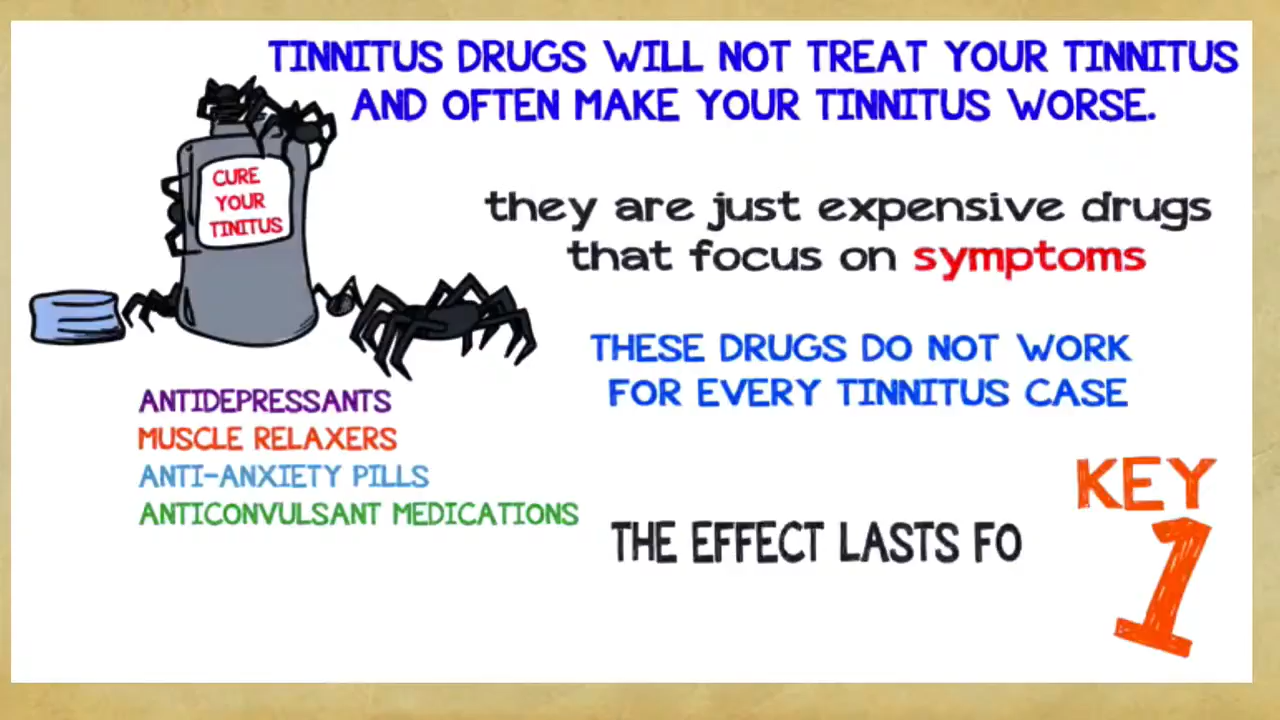 TINNITUS DRUGS WILL NOT TREAT YOUR TINNITUS
AND OFTEN MAKE YOUR TINNITUS WORSE.
CURE
YOUR
TINITUS
they are just expensive drugs
that focus on symptoms
THESE DRUGS DO NOT WORK
FOR EVERY TINNITUS CASE
ANTIDEPRESSANTS
MUSCLE RELAXERS
ANTI-ANXIETY PILLS
ANTICONVULSANT MEDICATIONS
THE EFFECT LASTS FO
KEY
1